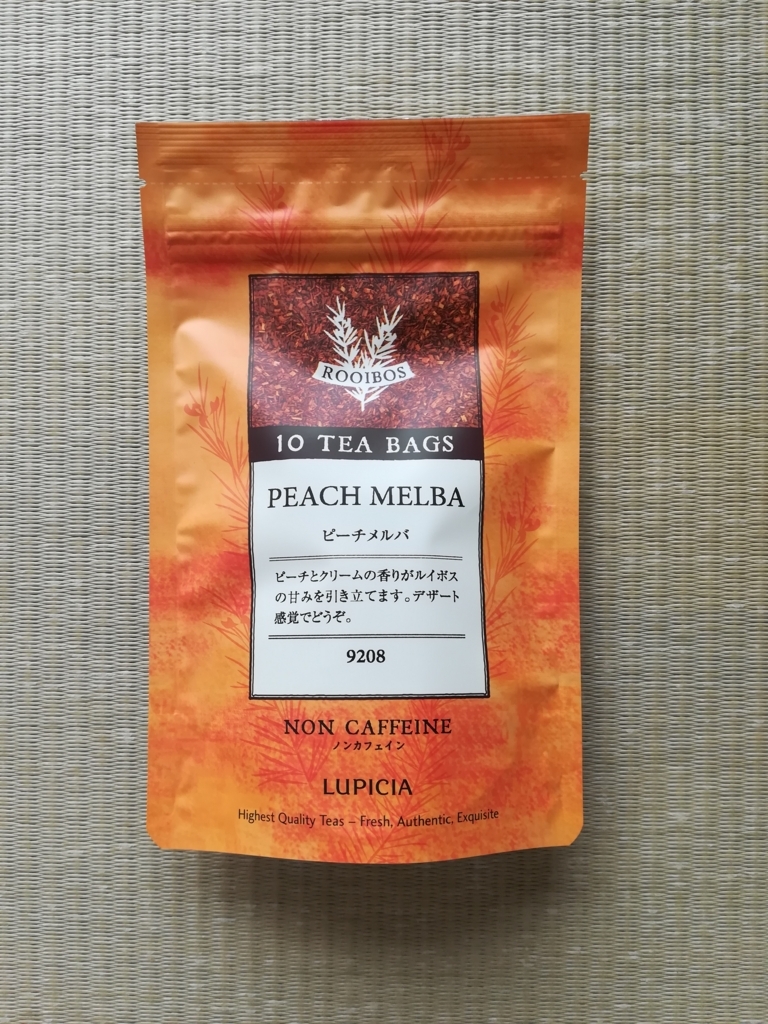 ROOIBOS
10 TEA BAGS
PEACH MELBA
ピーチメルバ
ピーチとクリームの香りがルイボス
の甘みを引き立てます。デザート
感覚でどうぞ。
9208
NON CAFFEINE
ノンカフェイン
LUPICIA
Highest Quality Teas – Fresh, Authentic, Exquisite